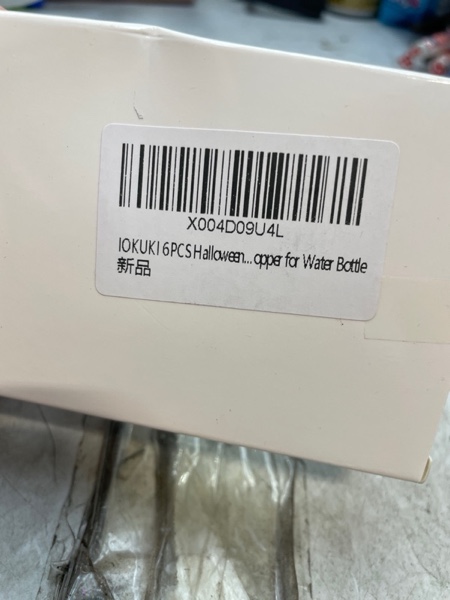 X004D09U4L
IOKUKI 6PCS Halloween... opper for Water Bottle
新品